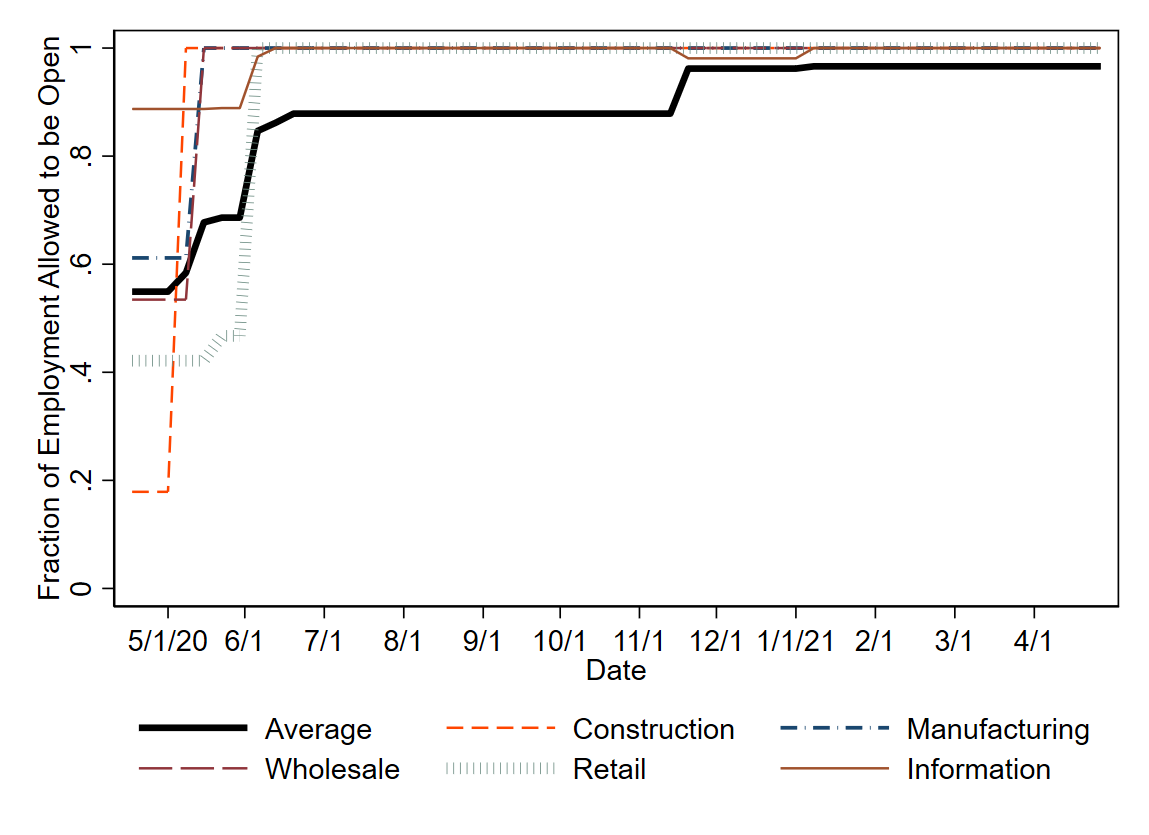 Fraction of Employment Allowed to be Open
1
.8
.6
.4
.2
0
5/1/20 6/1 7/1 8/1 9/1 10/1 11/1 12/1 1/1/21 2/1 3/1 4/1
Date
Average Construction Manufacturing
Wholesale Retail Information